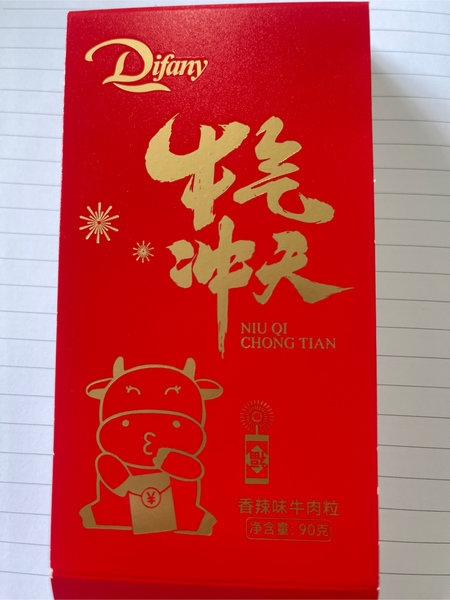 Difany
牛气
冲天
NIU QI
CHONG TIAN
福
¥
香辣味牛肉粒
净含量: 90克